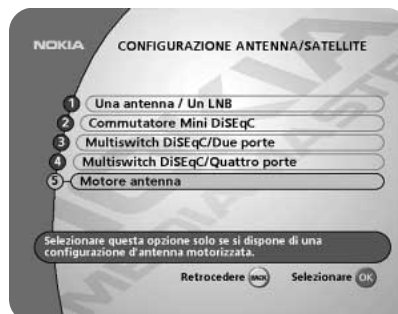 NOKIA
CONFIGURAZIONE ANTENNA/SATELLITE
1 Una antenna / Un LNB
2 Commutatore Mini DiSEqC
3 Multiswitch DiSEqC/Due porte
4 Multiswitch DiSEqC/Quattro porte
5 Motore antenna
Selezionare questa opzione solo se si dispone di una
configurazione d'antenna motorizzata.
Retrocedere BACK Selezionare OK